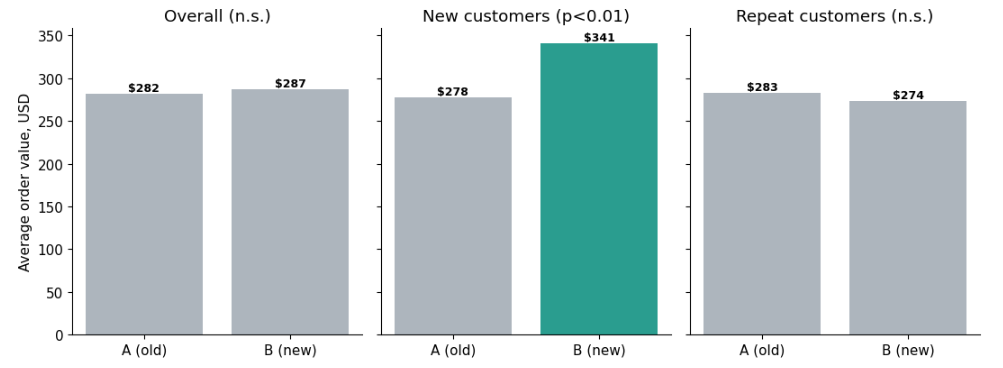 Overall (n.s.)
New customers (p<0.01)
Repeat customers (n.s.)
Average order value, USD
350
300
250
200
150
100
50
0
$282
$287
$278
$341
$283
$274
A (old)
B (new)
A (old)
B (new)
A (old)
B (new)